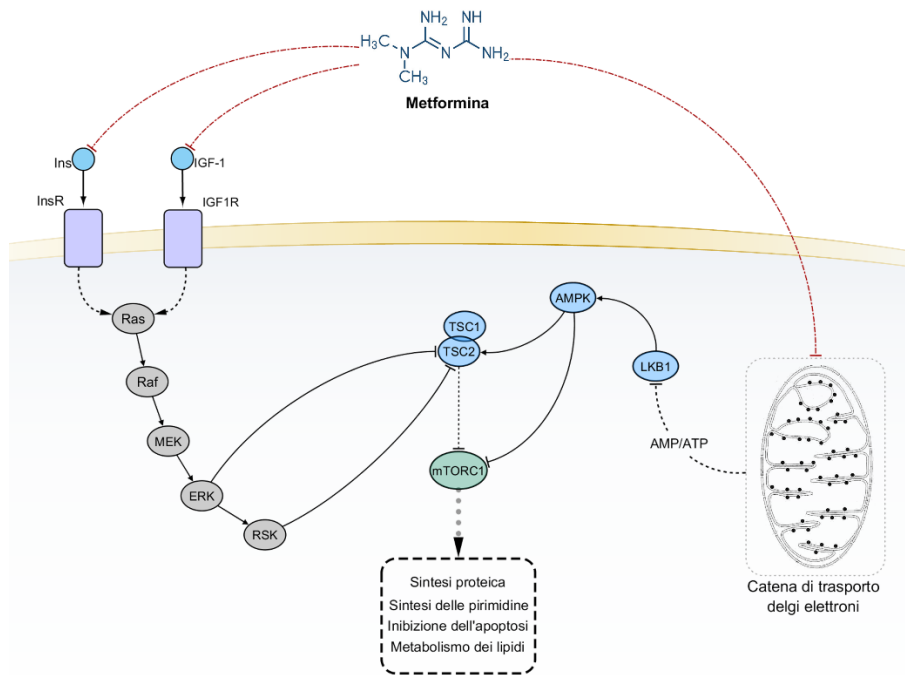 NH₂
NH
H₃C
N
N
NH₂
CH₃
Metformina
Ins
IGF-1
InsR
IGF1R
Ras
Raf
MEK
ERK
RSK
TSC1
TSC2
AMPK
LKB1
AMP/ATP
mTORC1
Sintesi proteica
Sintesi delle pirimidine
Inibizione dell'apoptosi
Metabolismo dei lipidi
Catena di trasporto
delgi elettroni